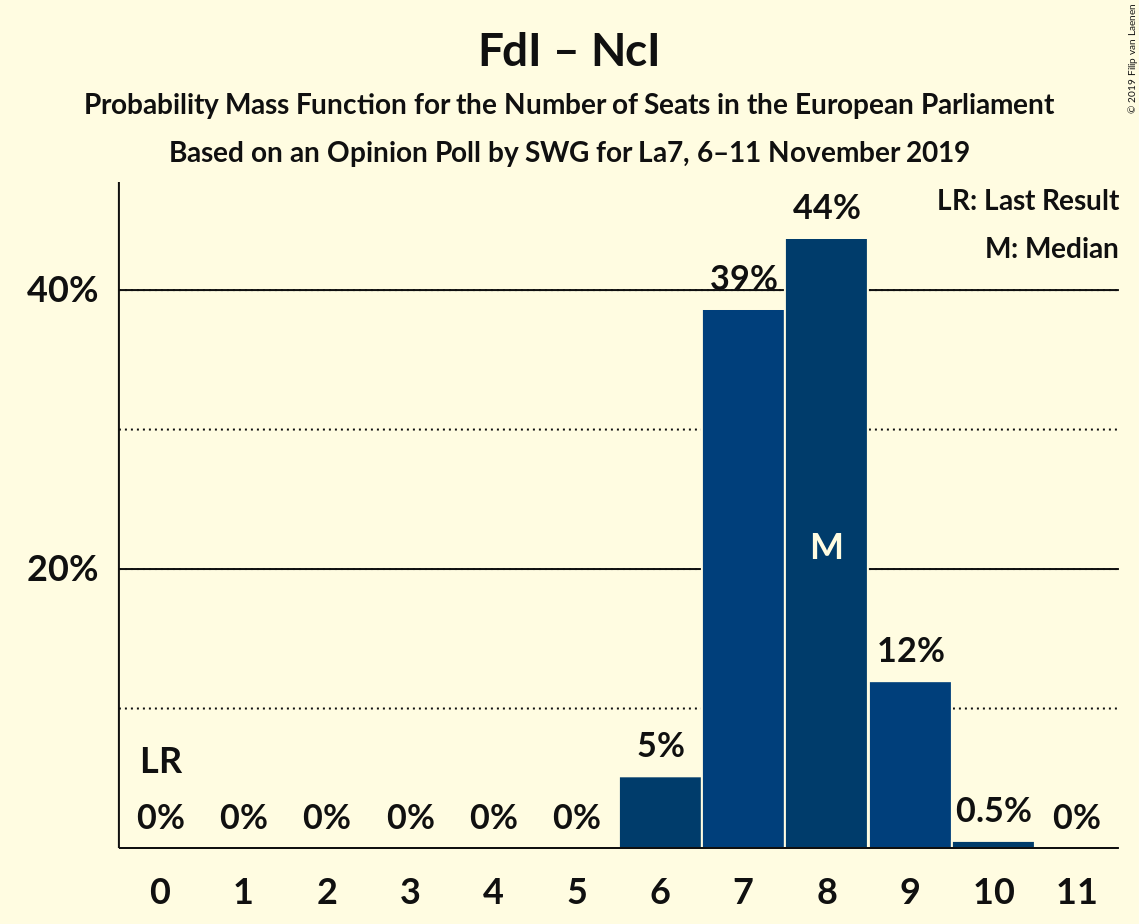 FdI – NcI
Probability Mass Function for the Number of Seats in the European Parliament
Based on an Opinion Poll by SWG for La7, 6–11 November 2019
© 2019 Filip van Laenen
LR: Last Result
M: Median
44%
39%
40%
M
20%
12%
5%
LR
0% 0% 0% 0% 0% 0% 0.5% 0%
0 1 2 3 4 5 6 7 8 9 10 11